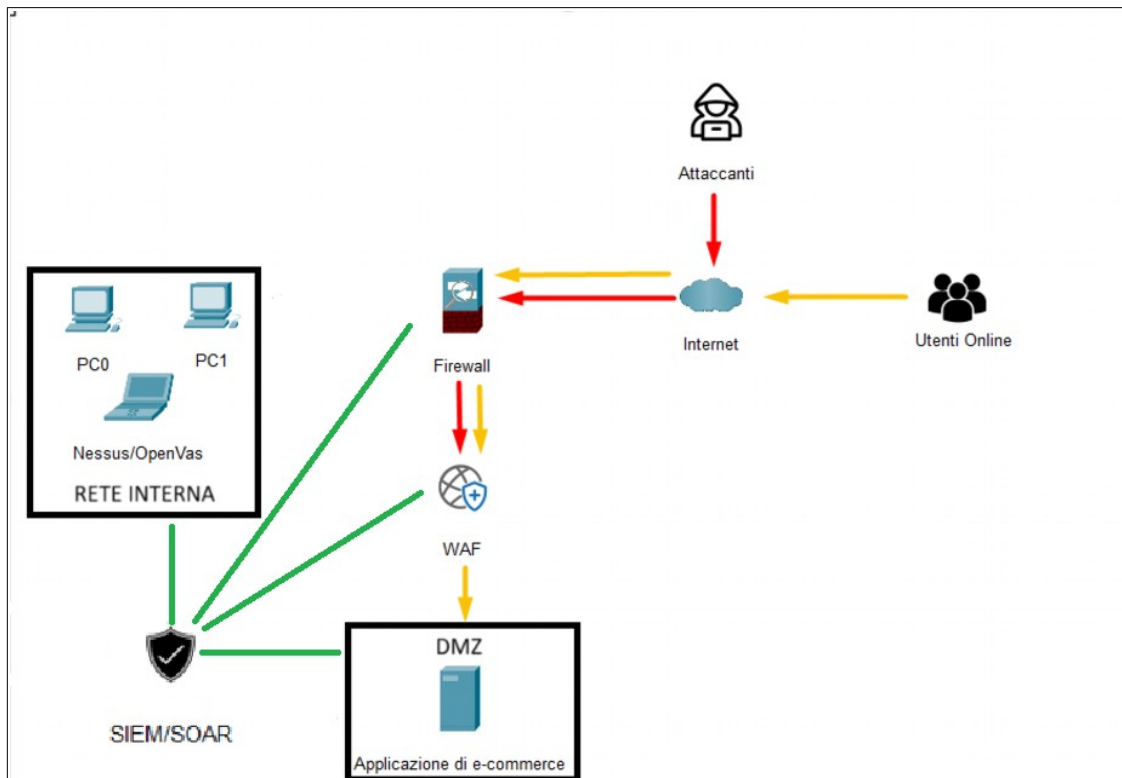 Attaccanti
Internet
Utenti Online
Firewall
PC0
PC1
Nessus/OpenVas
RETE INTERNA
WAF
DMZ
Applicazione di e-commerce
SIEM/SOAR